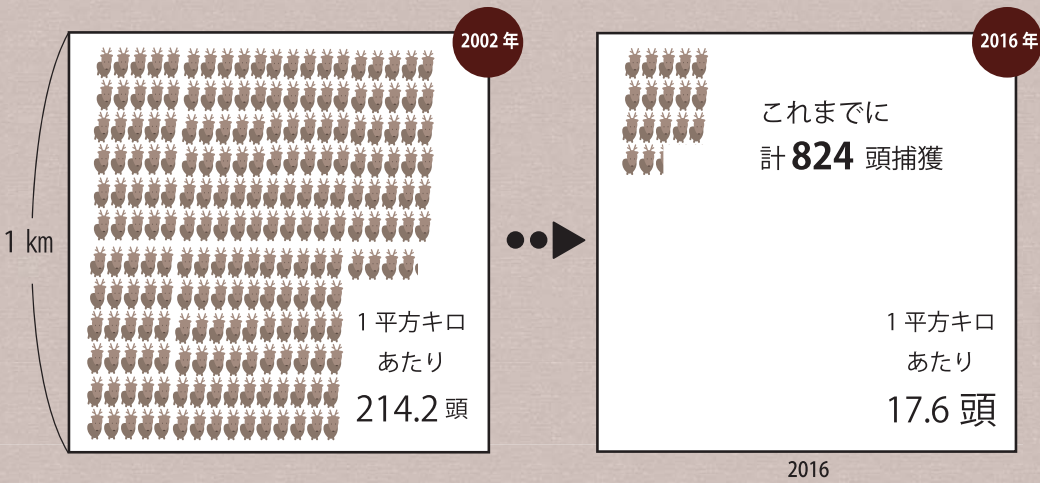 2002 年
1 km
1 平方キロ
あたり
214.2 頭
2016 年
これまでに
計 824 頭捕獲
1 平方キロ
あたり
17.6 頭
2016